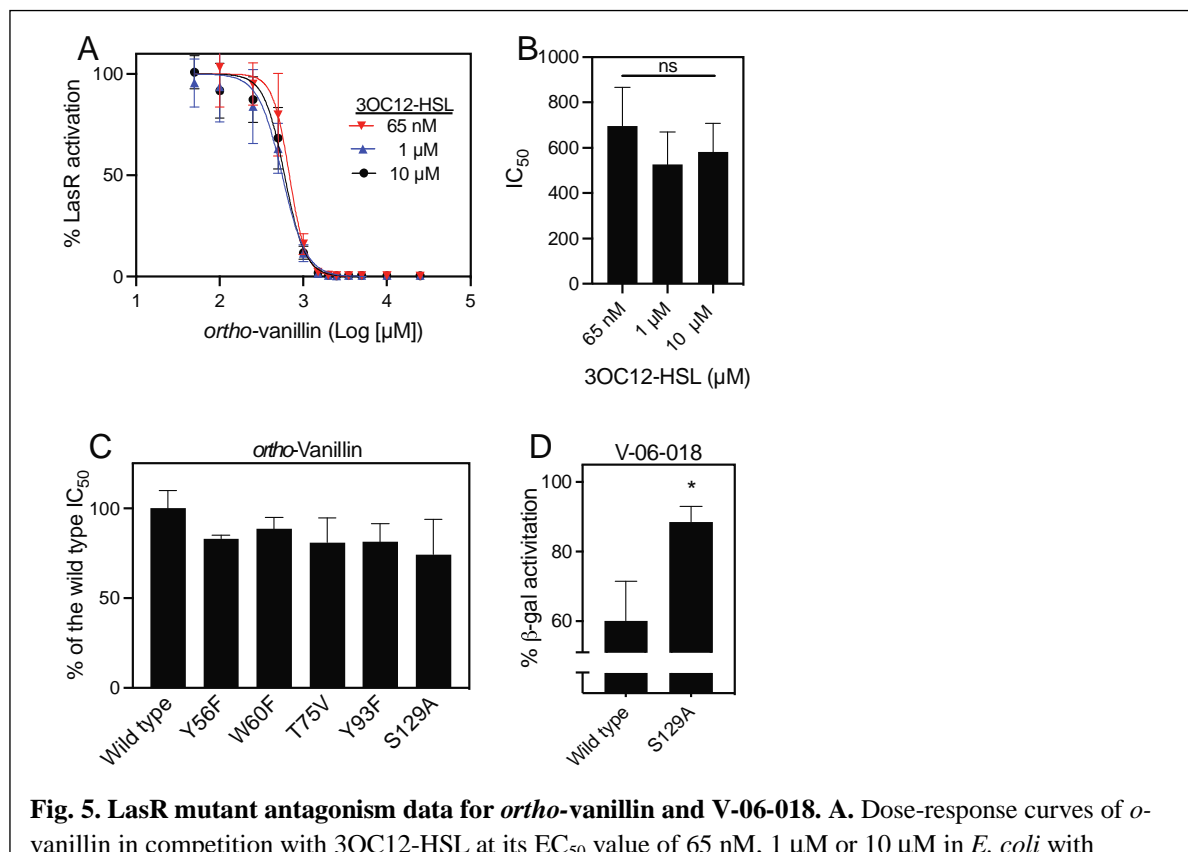 A
100
50
0
% LasR activation
1 2 3 4 5
ortho-vanillin (Log [µM])
3OC12-HSL
65 nM
1 µM
10 µM
B
1000
800
600
400
200
0
IC50
ns
65 nM
1 µM
10 µM
3OC12-HSL (µM)
C
ortho-Vanillin
100
50
0
% of the wild type IC50
Wild type
Y56F
W60F
T75V
Y93F
S129A
D
V-06-018
100
80
60
*
% β-gal activitation
Wild type
S129A
Fig. 5. LasR mutant antagonism data for ortho-vanillin and V-06-018. A. Dose-response curves of o-
vanillin in competition with 3OC12-HSL at its EC50 value of 65 nM, 1 µM or 10 µM in E. coli with